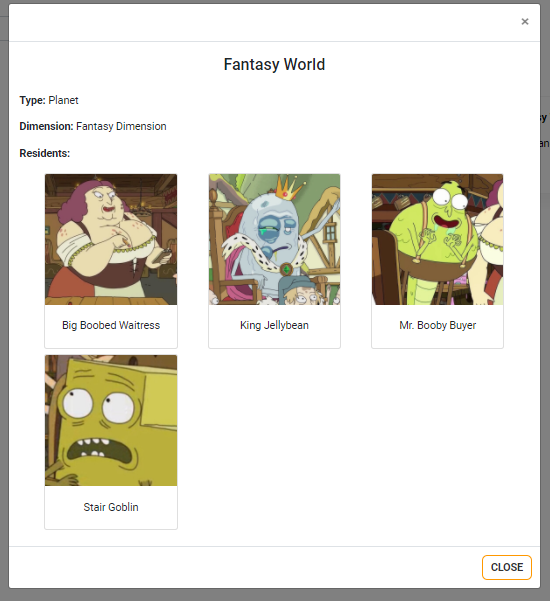 ×
Fantasy World
Type: Planet
Dimension: Fantasy Dimension
Residents:
Big Boobed Waitress
King Jellybean
Mr. Booby Buyer
Stair Goblin
CLOSE